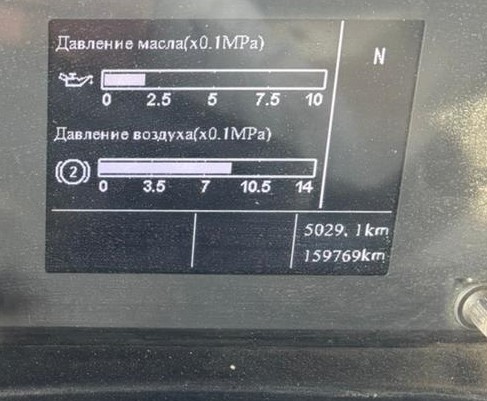 Давление масла(x0.1MPa)
N
0 2.5 5 7.5 10
Давление воздуха(x0.1MPa)
2
0 3.5 7 10.5 14
5029.1km
159769km